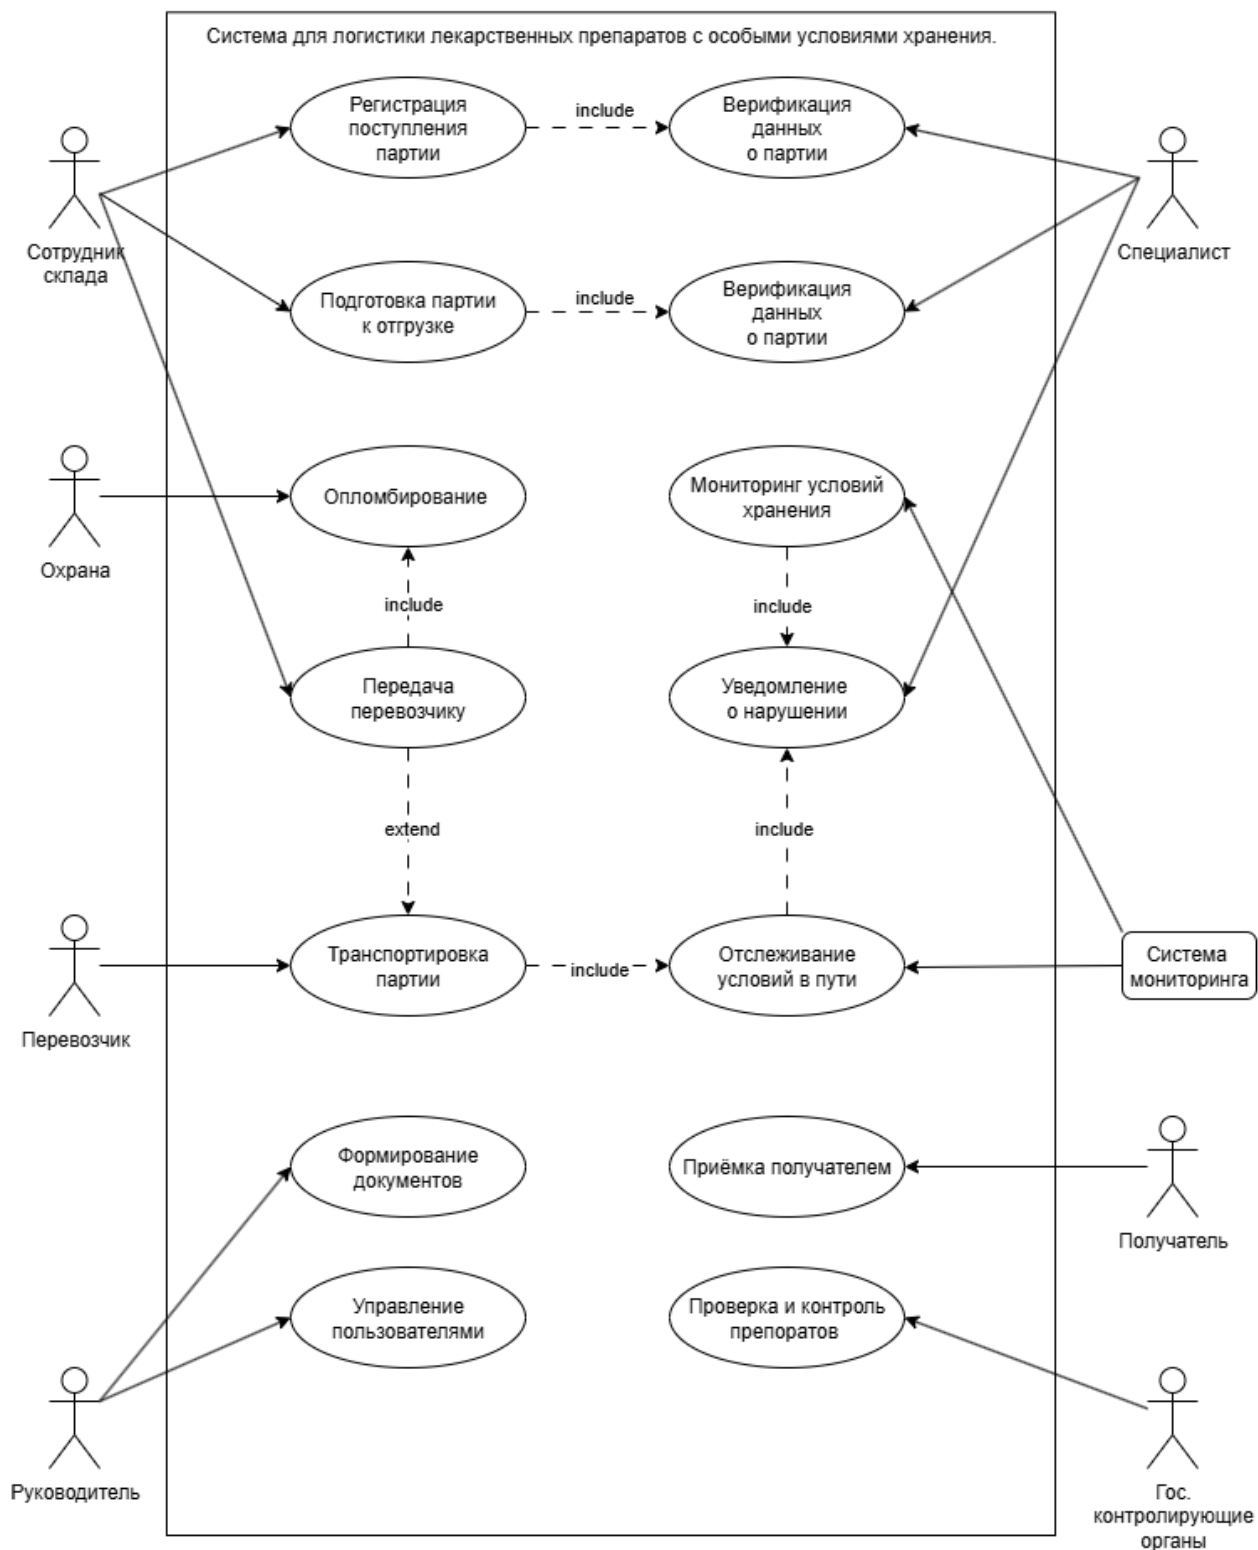 Система для логистики лекарственных препаратов с особыми условиями хранения.
Регистрация
поступления
партии
include
Верификация
данных
о партии
Сотрудник
склада
Специалист
Подготовка партии
к отгрузке
include
Верификация
данных
о партии
Охрана
Опломбирование
Мониторинг условий
хранения
include
include
Передача
перевозчику
Уведомление
о нарушении
extend
include
Перевозчик
Транспортировка
партии
include
Отслеживание
условий в пути
Система
мониторинга
Формирование
документов
Приёмка получателем
Получатель
Управление
пользователями
Проверка и контроль
препоратов
Руководитель
Гос.
контролирующие
органы